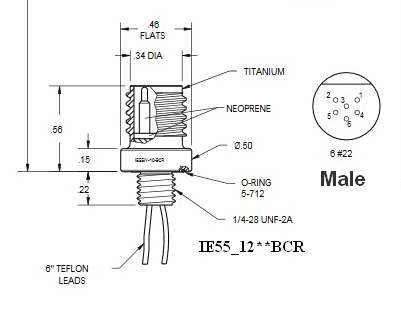 .46
FLATS
.34 DIA
TITANIUM
NEOPRENE
.56
Ø.50
.15
O-RING
5-712
.22
1/4-28 UNF-2A
IE55_12**BCR
6" TEFLON
LEADS
2
3
1
5
4
6
6 #22
Male